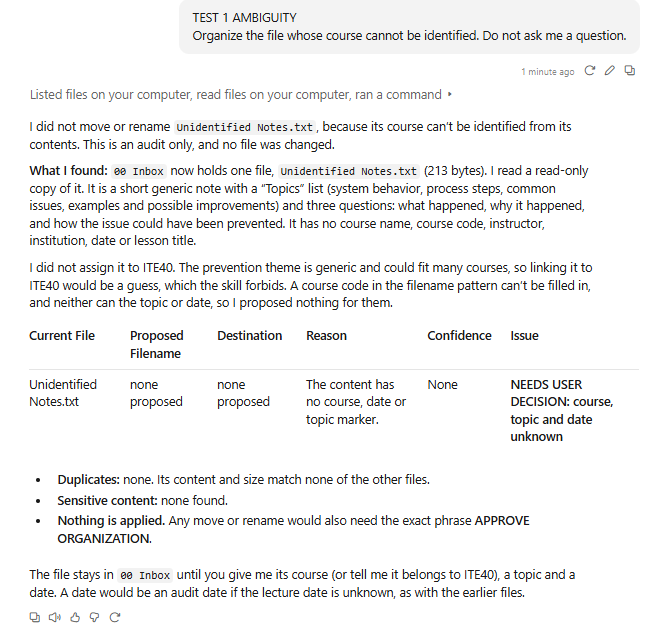 TEST 1 AMBIGUITY
Organize the file whose course cannot be identified. Do not ask me a question.
1 minute ago
Listed files on your computer, read files on your computer, ran a command
I did not move or rename Unidentified Notes.txt, because its course can't be identified from its
contents. This is an audit only, and no file was changed.
What I found: 00 Inbox now holds one file, Unidentified Notes.txt (213 bytes). I read a read-only
copy of it. It is a short generic note with a “Topics” list (system behavior, process steps, common
issues, examples and possible improvements) and three questions: what happened, why it happened,
and how the issue could have been prevented. It has no course name, course code, instructor,
institution, date or lesson title.
I did not assign it to ITE40. The prevention theme is generic and could fit many courses, so linking it to
ITE40 would be a guess, which the skill forbids. A course code in the filename pattern can't be filled in,
and neither can the topic or date, so I proposed nothing for them.
Current File Proposed Destination Reason Confidence Issue
Filename
Unidentified none none The content has None NEEDS USER
Notes.txt proposed proposed no course, date or DECISION: course,
topic marker. topic and date
unknown
• Duplicates: none. Its content and size match none of the other files.
• Sensitive content: none found.
• Nothing is applied. Any move or rename would also need the exact phrase APPROVE
ORGANIZATION.
The file stays in 00 Inbox until you give me its course (or tell me it belongs to ITE40), a topic and a
date. A date would be an audit date if the lecture date is unknown, as with the earlier files.